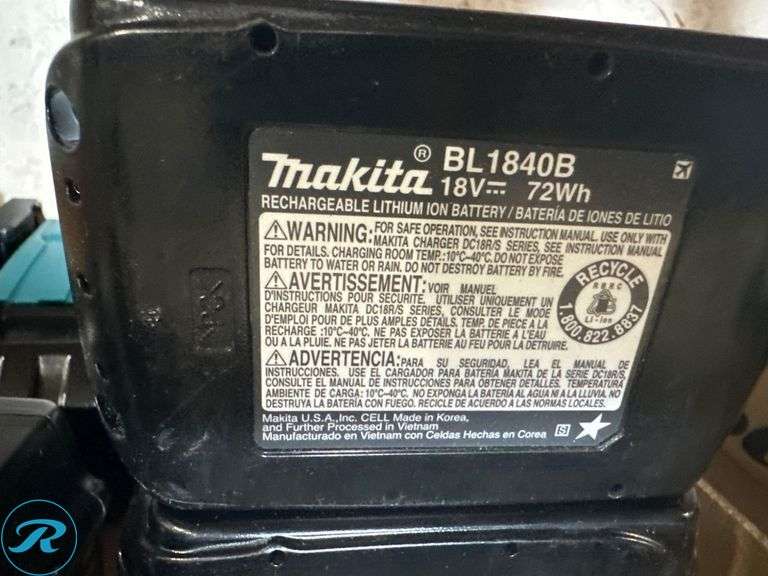 makita® BL1840B
18V⎓ 72Wh
RECHARGEABLE LITHIUM ION BATTERY / BATERÍA DE IONES DE LITIO
⚠WARNING: FOR SAFE OPERATION, SEE INSTRUCTION MANUAL. USE ONLY WITH
MAKITA CHARGER DC18R/S SERIES, SEE INSTRUCTION MANUAL
FOR DETAILS. CHARGING ROOM TEMP.:10°C–40°C. DO NOT EXPOSE
BATTERY TO WATER OR RAIN. DO NOT DESTROY BATTERY BY FIRE.
⚠AVERTISSEMENT: VOIR MANUEL
D'INSTRUCTIONS POUR SECURITE, UTILISER UNIQUEMENT UN
CHARGEUR MAKITA DC18R/S SERIES, CONSULTER LE MODE
D'EMPLOI POUR DE PLUS AMPLES DÉTAILS. TEMP. DE PIÈCE A LA
RECHARGE :10°C–40°C. NE PAS EXPOSER LA BATTERIE A L'EAU
OU A LA PLUIE. NE PAS JETER LA BATTERIE AU FEU POUR LA DETRUIRE.
RECYCLE
RBRC
Li-ion
1.800.822.8837
⚠ADVERTENCIA: PARA SU SEGURIDAD, LEA EL MANUAL DE
INSTRUCCIONES. USE EL CARGADOR PARA BATERÍA MAKITA DE LA SERIE DC18R/S,
CONSULTE EL MANUAL DE INSTRUCCIONES PARA OBTENER DETALLES. TEMPERATURA
AMBIENTE DE CARGA: 10°C–40°C. NO EXPONGA LA BATERÍA AL AGUA NI A LA LLUVIA. NO
DESTRUYA LA BATERÍA CON FUEGO. RECICLE DE ACUERDO A LAS NORMAS LOCALES.
Makita U.S.A., Inc. CELL Made in Korea,
and Further Processed in Vietnam
Manufacturado en Vietnam con Celdas Hechas en Corea
R